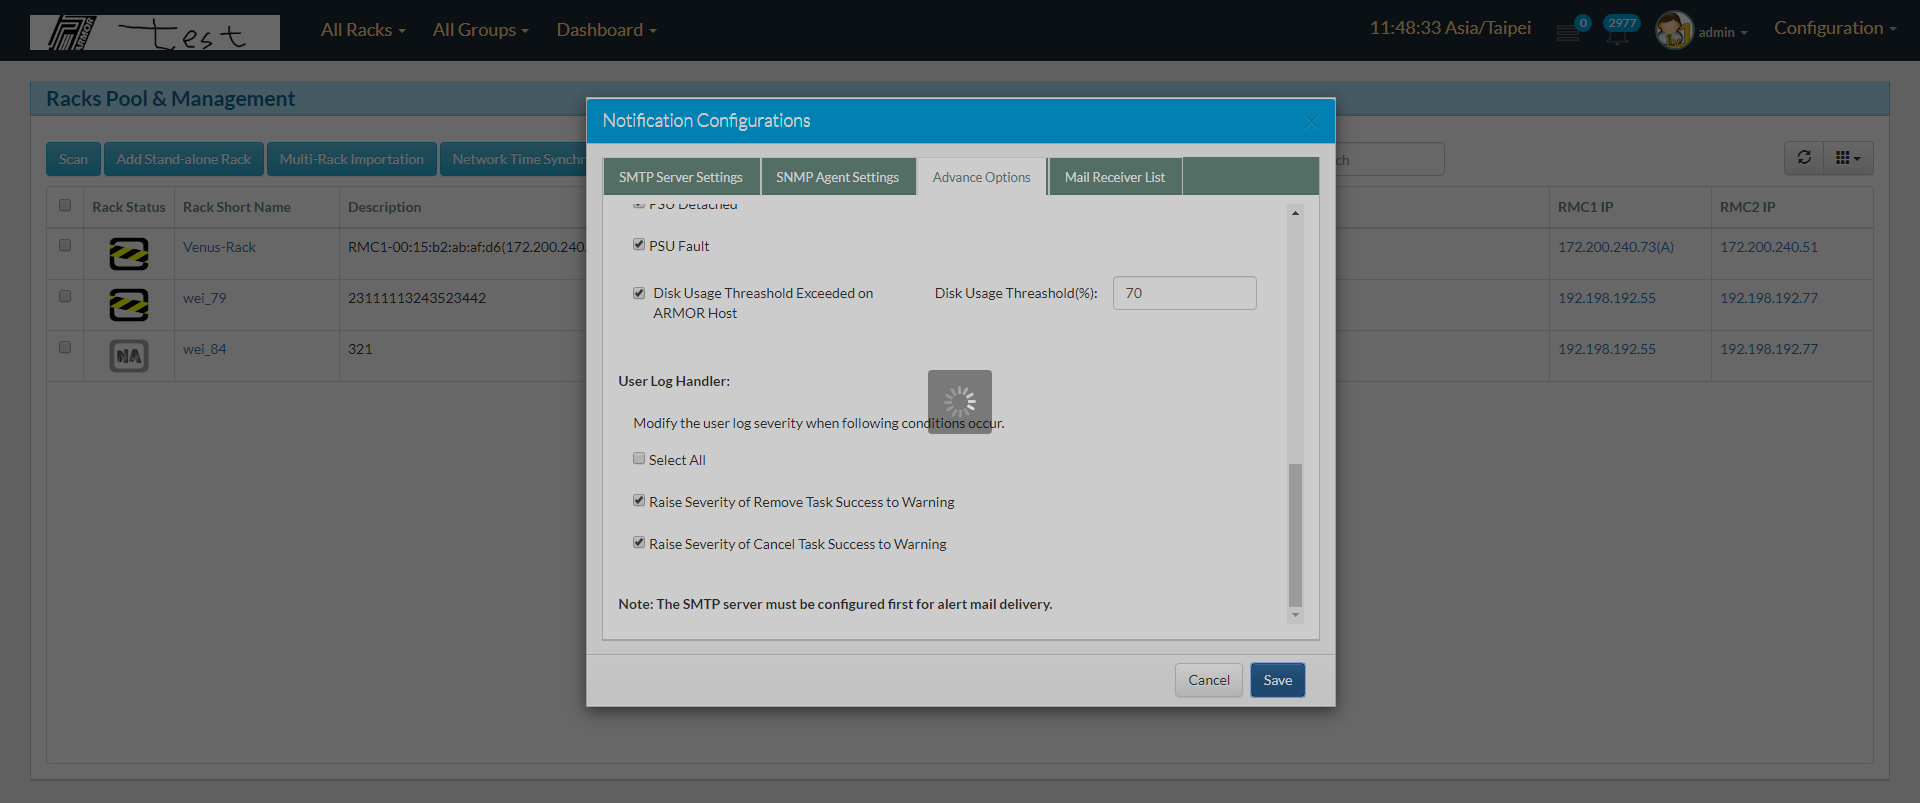 ARMOR test
All Racks All Groups Dashboard 11:48:33 Asia/Taipei 0 2977 admin Configuration
Racks Pool & Management
Notification Configurations
Scan Add Stand-alone Rack Multi-Rack Importation Network Time Synchr ch
SMTP Server Settings SNMP Agent Settings Advance Options Mail Receiver List
Rack Status Rack Short Name Description RMC1 IP RMC2 IP
Venus-Rack RMC1-00:15:b2:ab:af:d6(172.200.240. 172.200.240.73(A) 172.200.240.51
wei_79 23111113243523442 192.198.192.55 192.198.192.77
NA wei_84 321 192.198.192.55 192.198.192.77
PSU Detached
PSU Fault
Disk Usage Threashold Exceeded on
ARMOR Host
Disk Usage Threashold(%): 70
User Log Handler:
Modify the user log severity when following conditions occur.
Select All
Raise Severity of Remove Task Success to Warning
Raise Severity of Cancel Task Success to Warning
Note: The SMTP server must be configured first for alert mail delivery.
Cancel Save